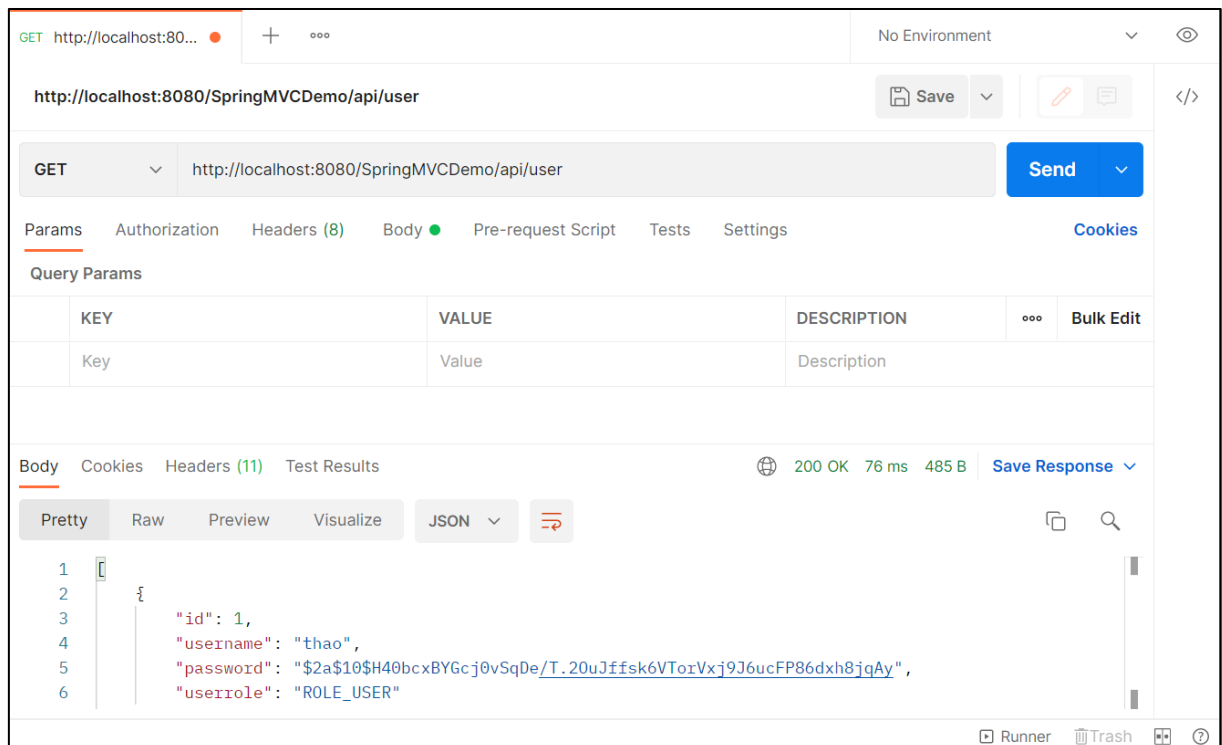 GET http://localhost:80... No Environment
http://localhost:8080/SpringMVCDemo/api/user Save </>
GET http://localhost:8080/SpringMVCDemo/api/user Send
Params Authorization Headers (8) Body Pre-request Script Tests Settings Cookies
Query Params
KEY VALUE DESCRIPTION Bulk Edit
Key Value Description
Body Cookies Headers (11) Test Results 200 OK 76 ms 485 B Save Response
Pretty Raw Preview Visualize JSON
1 [
2 {
3 "id": 1,
4 "username": "thao",
5 "password": "$2a$10$H40bcxBYGcj0vSqDe/T.2OuJffsk6VTorVxj9J6ucFP86dxh8jqAy",
6 "userrole": "ROLE_USER"
Runner Trash